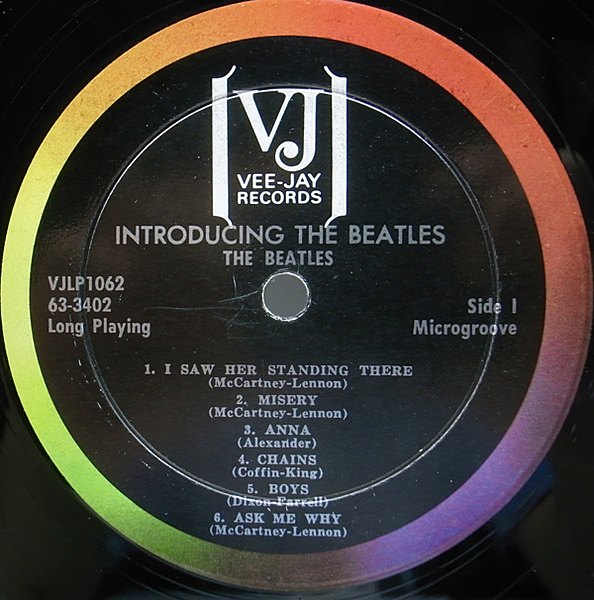 VJ
VEE-JAY
RECORDS
INTRODUCING THE BEATLES
THE BEATLES
VJLP1062
63-3402
Long Playing
Side I
Microgroove
1. I SAW HER STANDING THERE
(McCartney-Lennon)
2. MISERY
(McCartney-Lennon)
3. ANNA
(Alexander)
4. CHAINS
(Coffin-King)
5. BOYS
(Dixon-Farrell)
6. ASK ME WHY
(McCartney-Lennon)